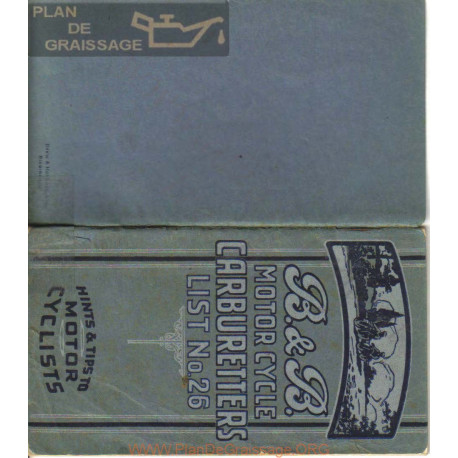 PLAN
DE
GRAISSAGE
B. & B.
MOTOR CYCLE
CARBURETTERS
LIST No. 26
HINTS & TIPS TO
MOTOR
CYCLISTS